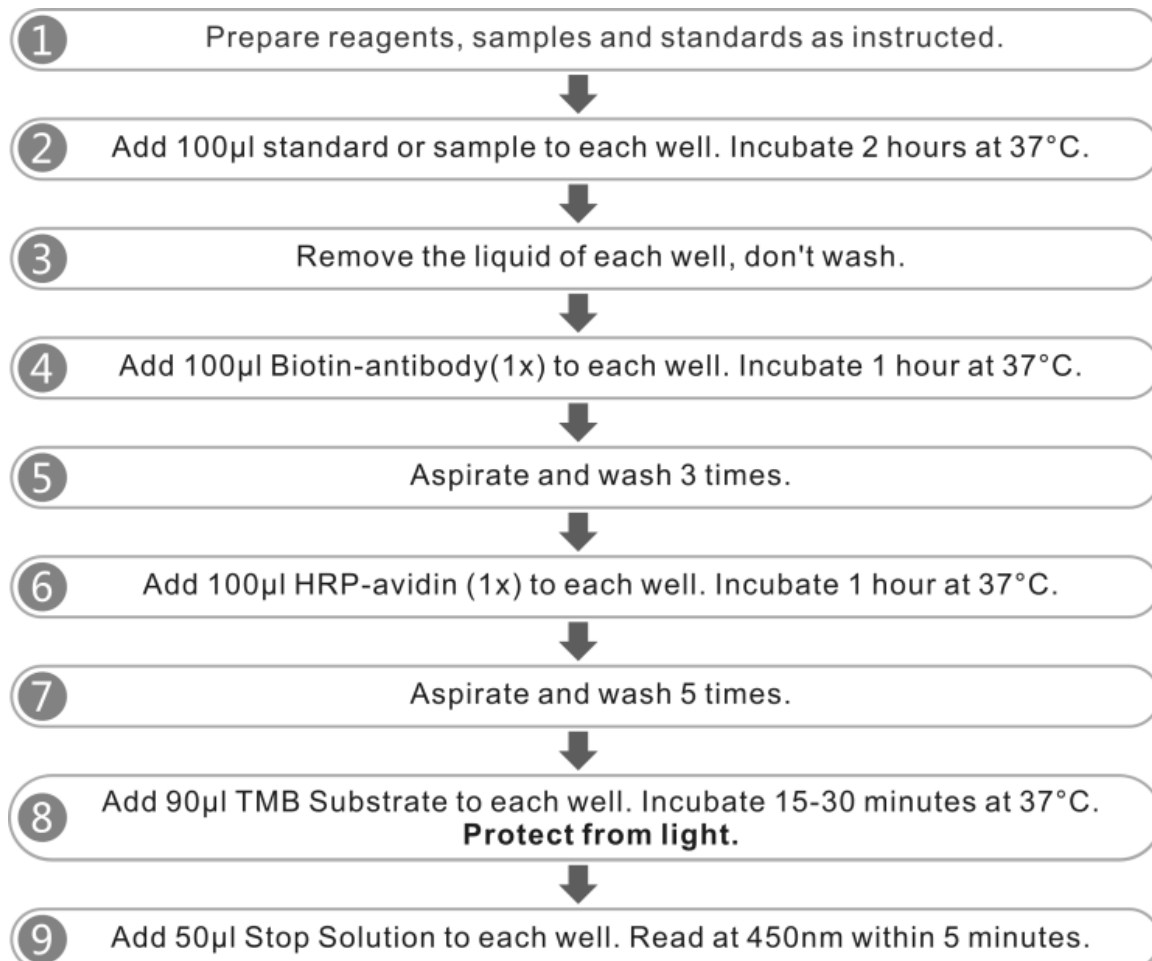 1 Prepare reagents, samples and standards as instructed.
2 Add 100µl standard or sample to each well. Incubate 2 hours at 37°C.
3 Remove the liquid of each well, don't wash.
4 Add 100µl Biotin-antibody(1x) to each well. Incubate 1 hour at 37°C.
5 Aspirate and wash 3 times.
6 Add 100µl HRP-avidin (1x) to each well. Incubate 1 hour at 37°C.
7 Aspirate and wash 5 times.
8 Add 90µl TMB Substrate to each well. Incubate 15-30 minutes at 37°C.
Protect from light.
9 Add 50µl Stop Solution to each well. Read at 450nm within 5 minutes.